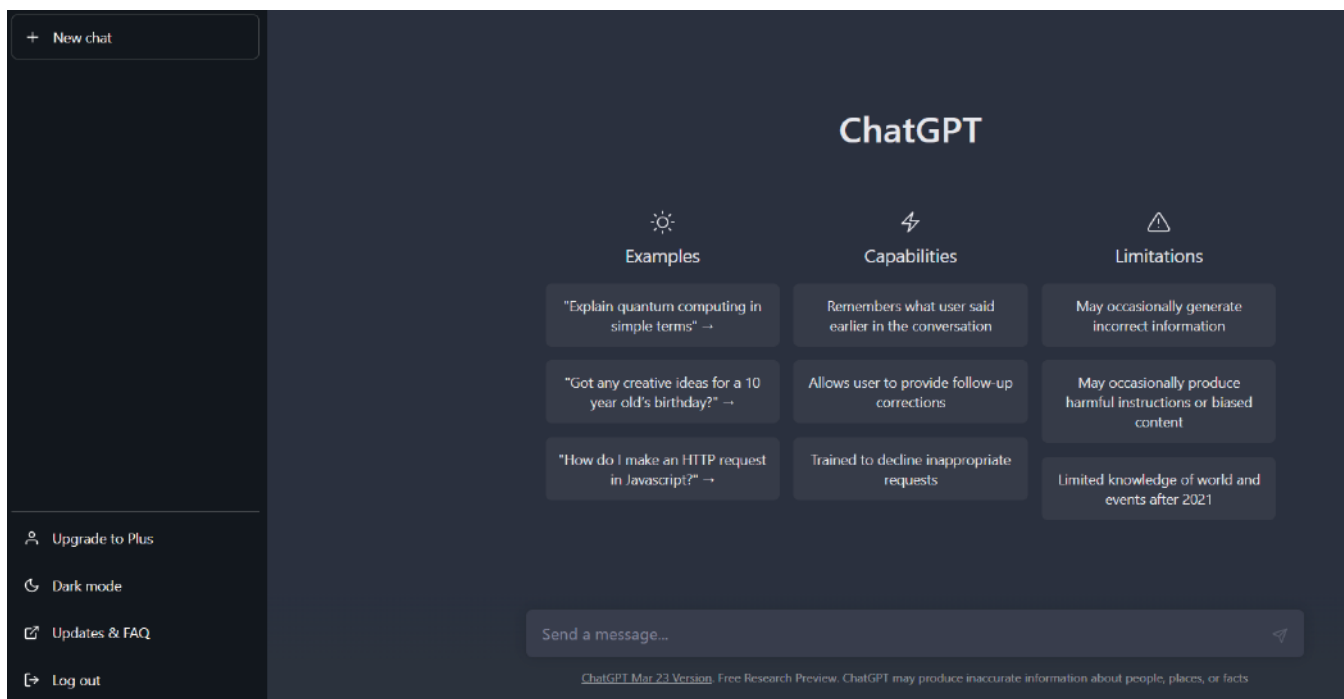 + New chat
ChatGPT
Examples
"Explain quantum computing in
simple terms" →
"Got any creative ideas for a 10
year old's birthday?" →
"How do I make an HTTP request
in Javascript?" →
Capabilities
Remembers what user said
earlier in the conversation
Allows user to provide follow-up
corrections
Trained to decline inappropriate
requests
Limitations
May occasionally generate
incorrect information
May occasionally produce
harmful instructions or biased
content
Limited knowledge of world and
events after 2021
Upgrade to Plus
Dark mode
Updates & FAQ
Log out
Send a message...
ChatGPT Mar 23 Version. Free Research Preview. ChatGPT may produce inaccurate information about people, places, or facts